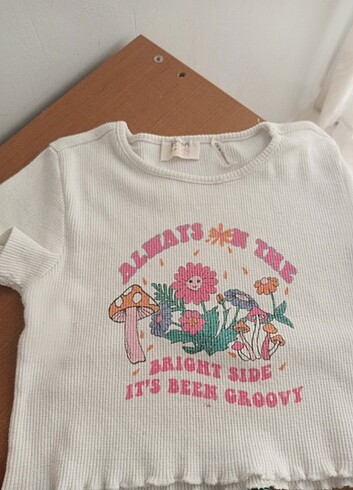 ALWAYS ON THE
BRIGHT SIDE
IT'S BEEN GROOVY